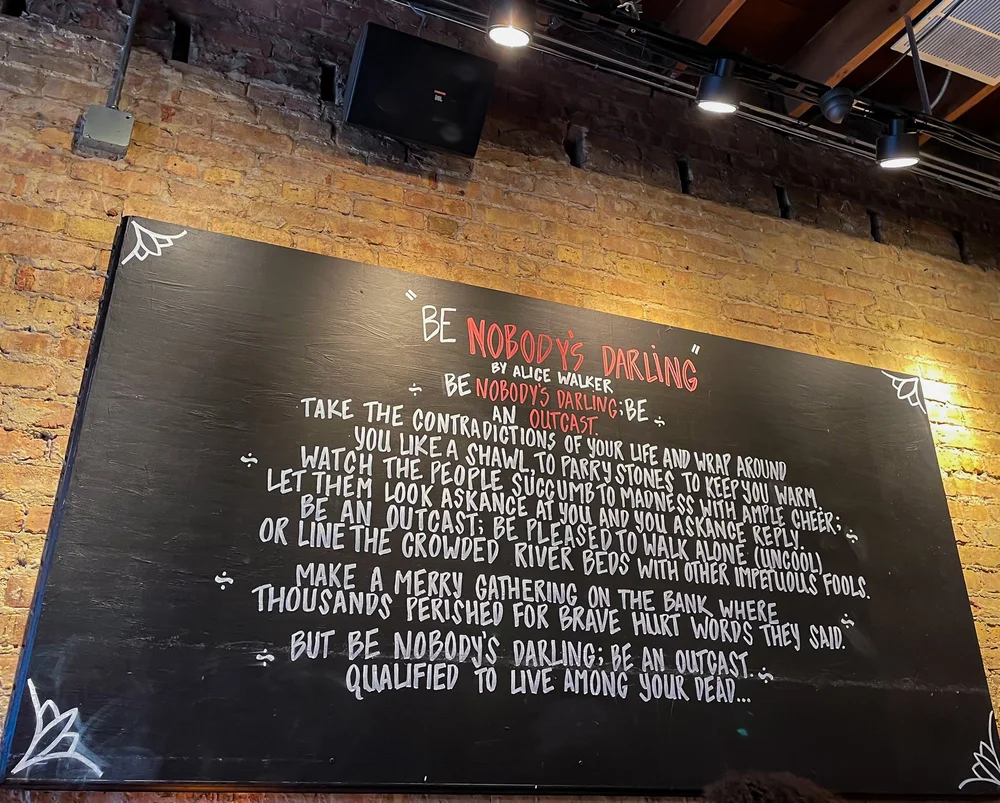 "BE NOBODY'S DARLING"
BY ALICE WALKER
BE NOBODY'S DARLING; BE
AN OUTCAST.
TAKE THE CONTRADICTIONS OF YOUR LIFE AND WRAP AROUND
YOU LIKE A SHAWL, TO PARRY STONES TO KEEP YOU WARM.
WATCH THE PEOPLE SUCCUMB TO MADNESS WITH AMPLE CHEER;
LET THEM LOOK ASKANCE AT YOU AND YOU ASKANCE REPLY.
BE AN OUTCAST; BE PLEASED TO WALK ALONE (UNCOOL)
OR LINE THE CROWDED RIVER BEDS WITH OTHER IMPETUOUS FOOLS.
MAKE A MERRY GATHERING ON THE BANK WHERE
THOUSANDS PERISHED FOR BRAVE HURT WORDS THEY SAID.
BUT BE NOBODY'S DARLING; BE AN OUTCAST.
QUALIFIED TO LIVE AMONG YOUR DEAD...